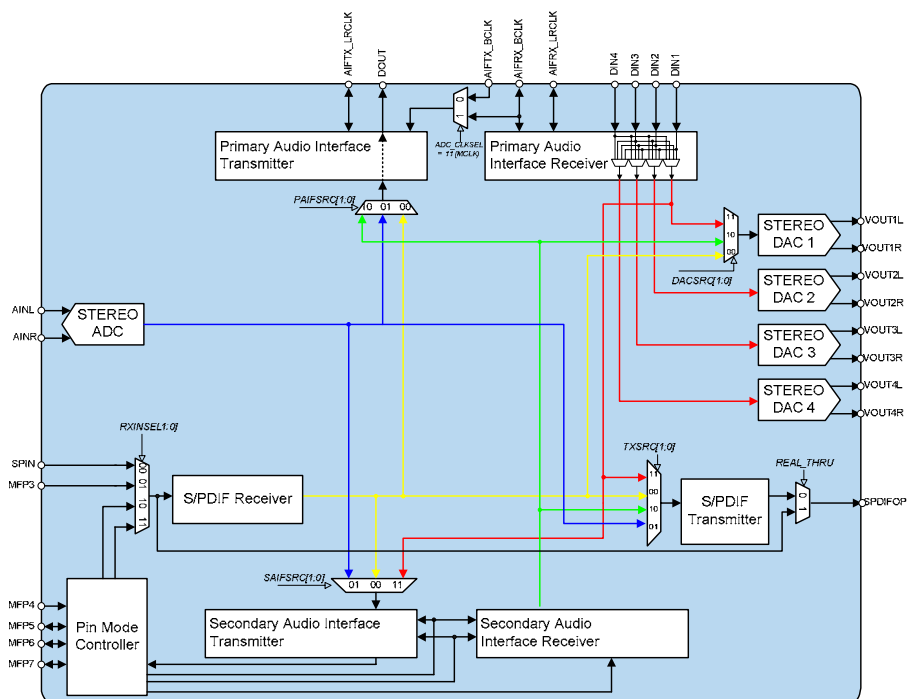 AIFTX_LRCLK
DOUT
AIFTX_BCLK
AIFRX_BCLK
AIFRX_LRCLK
DIN4
DIN3
DIN2
DIN1
0
1
ADC_CLKSEL
= 11 (MCLK)
Primary Audio Interface
Transmitter
Primary Audio
Interface Receiver
PAIFSRC[1:0]
10 01 00
11
10
00
DACSRC[1:0]
STEREO
DAC 1
VOUT1L
VOUT1R
STEREO
DAC 2
VOUT2L
VOUT2R
STEREO
DAC 3
VOUT3L
VOUT3R
STEREO
DAC 4
VOUT4L
VOUT4R
AINL
AINR
STEREO
ADC
RXINSEL1:0]
SPIN
MFP3
00
01
10
11
S/PDIF Receiver
TXSRC[1:0]
11
00
10
01
S/PDIF
Transmitter
REAL_THRU
0
1
SPDIFOP
SAIFSRC[1:0]
01 00 11
MFP4
MFP5
MFP6
MFP7
Pin Mode
Controller
Secondary Audio Interface
Transmitter
Secondary Audio
Interface Receiver